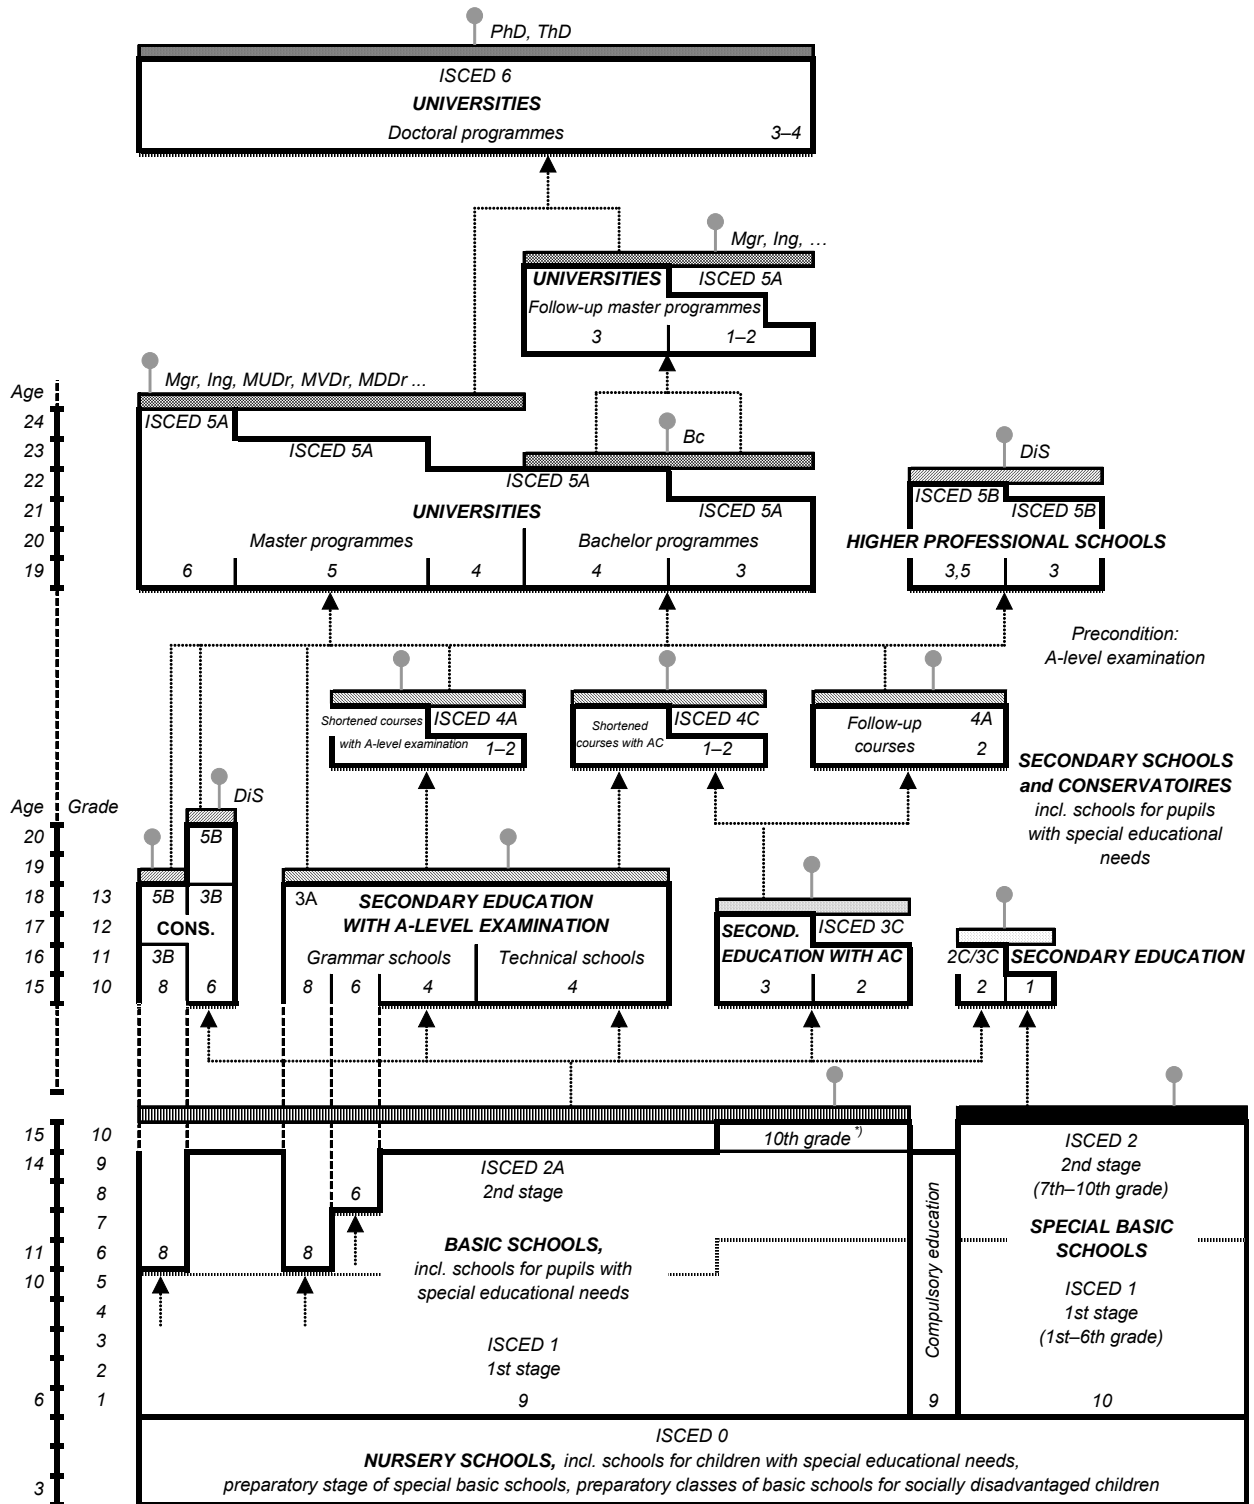 PhD, ThD
ISCED 6
UNIVERSITIES
Doctoral programmes 3–4
Mgr, Ing, …
UNIVERSITIES ISCED 5A
Follow-up master programmes
3 1–2
Mgr, Ing, MUDr, MVDr, MDDr ...
Age
24 ISCED 5A
23 ISCED 5A Bc DiS
22 ISCED 5A ISCED 5B
21 UNIVERSITIES ISCED 5A ISCED 5B
20 Master programmes Bachelor programmes HIGHER PROFESSIONAL SCHOOLS
19 6 5 4 4 3 3,5 3
Precondition:
A-level examination
Shortened courses ISCED 4A
with A-level examination 1–2
Shortened ISCED 4C
courses with AC 1–2
Follow-up 4A
courses 2
SECONDARY SCHOOLS
and CONSERVATOIRES
incl. schools for pupils
with special educational
needs
DiS
Age Grade
20 5B
19
18 13 5B 3B 3A SECONDARY EDUCATION
17 12 CONS. WITH A-LEVEL EXAMINATION SECOND. ISCED 3C
16 11 3B Grammar schools Technical schools EDUCATION WITH AC 2C/3C SECONDARY EDUCATION
15 10 8 6 8 6 4 4 3 2 2 1
15 10 10th grade *) ISCED 2
14 9 ISCED 2A 2nd stage
8 6 2nd stage (7th–10th grade)
7 SPECIAL BASIC
11 6 8 8 BASIC SCHOOLS, SCHOOLS
10 5 incl. schools for pupils with
special educational needs ISCED 1
4 1st stage
3 ISCED 1 (1st–6th grade)
2 1st stage
Compulsory education
6 1 9 9 10
ISCED 0
NURSERY SCHOOLS, incl. schools for children with special educational needs,
3 preparatory stage of special basic schools, preparatory classes of basic schools for socially disadvantaged children